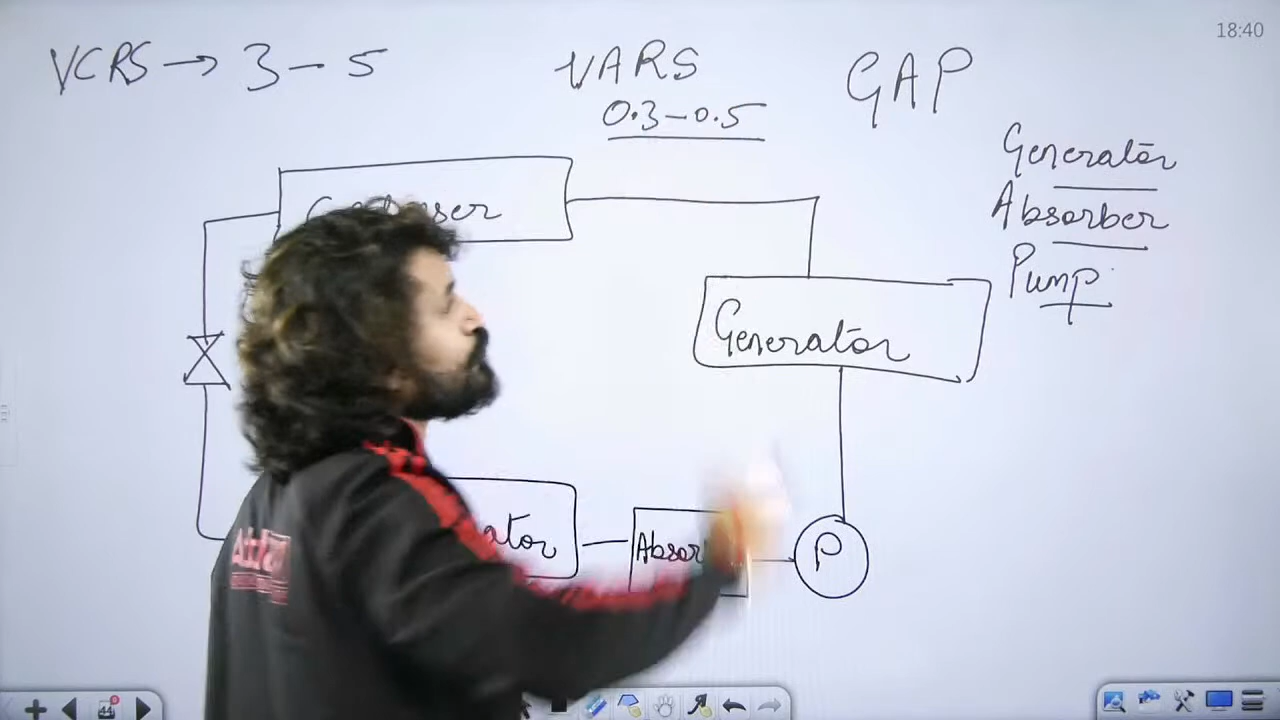 18:40
VCRS → 3 – 5
VARS
0.3 – 0.5
GAP
Generator
Absorber
Pump
Generator
P